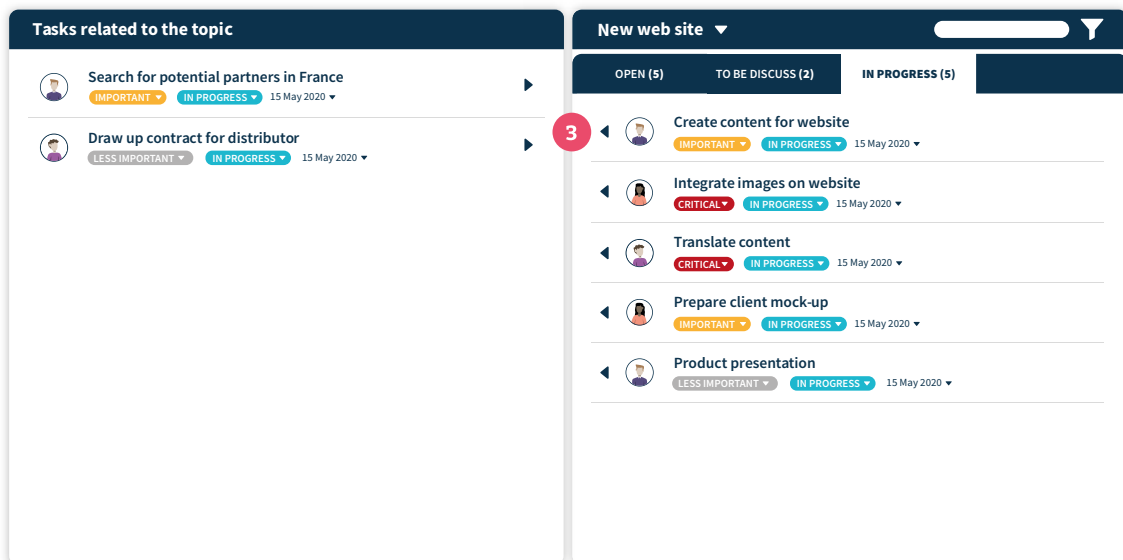 Tasks related to the topic
Search for potential partners in France
IMPORTANT IN PROGRESS 15 May 2020
Draw up contract for distributor
LESS IMPORTANT IN PROGRESS 15 May 2020
New web site
OPEN (5) TO BE DISCUSS (2) IN PROGRESS (5)
3
Create content for website
IMPORTANT IN PROGRESS 15 May 2020
Integrate images on website
CRITICAL IN PROGRESS 15 May 2020
Translate content
CRITICAL IN PROGRESS 15 May 2020
Prepare client mock-up
IMPORTANT IN PROGRESS 15 May 2020
Product presentation
LESS IMPORTANT IN PROGRESS 15 May 2020